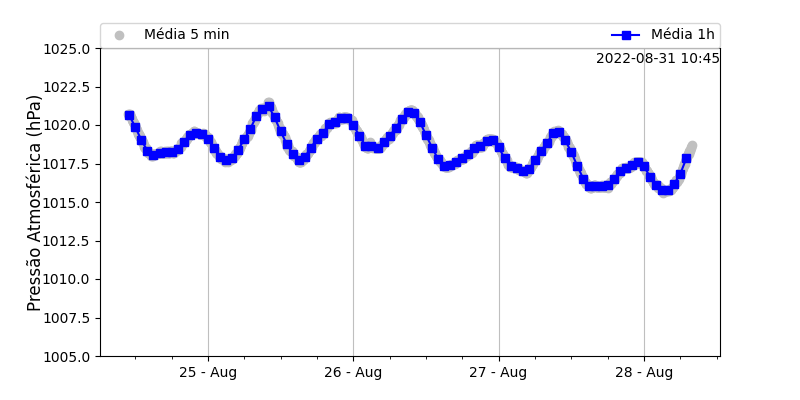 Média 5 min
Média 1h
2022-08-31 10:45
Pressão Atmosférica (hPa)
1025.0
1022.5
1020.0
1017.5
1015.0
1012.5
1010.0
1007.5
1005.0
25 - Aug
26 - Aug
27 - Aug
28 - Aug